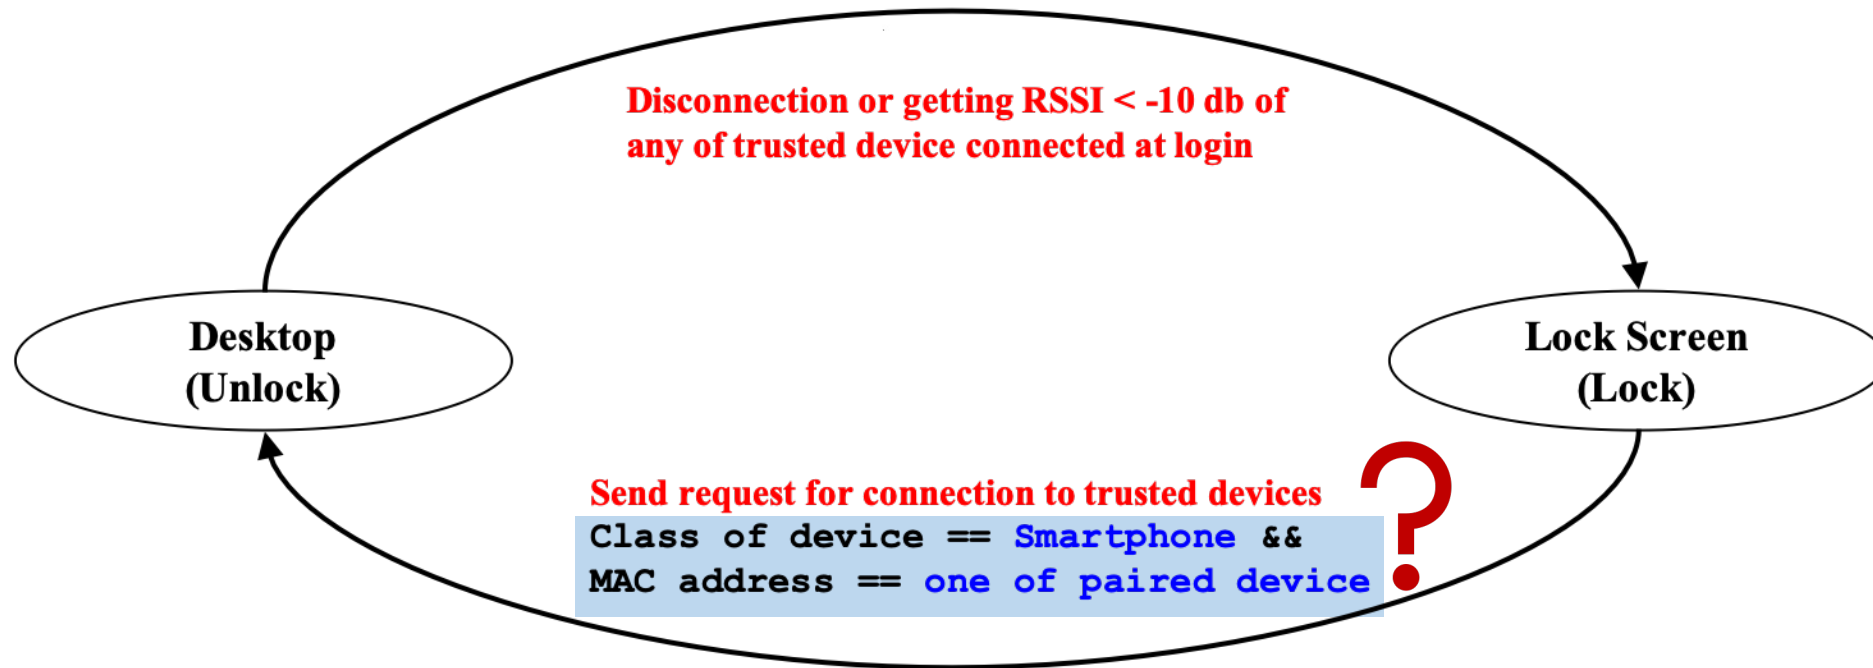 Disconnection or getting RSSI < -10 db of
any of trusted device connected at login
Desktop
(Unlock)
Lock Screen
(Lock)
Send request for connection to trusted devices
Class of device == Smartphone &&
MAC address == one of paired device
?